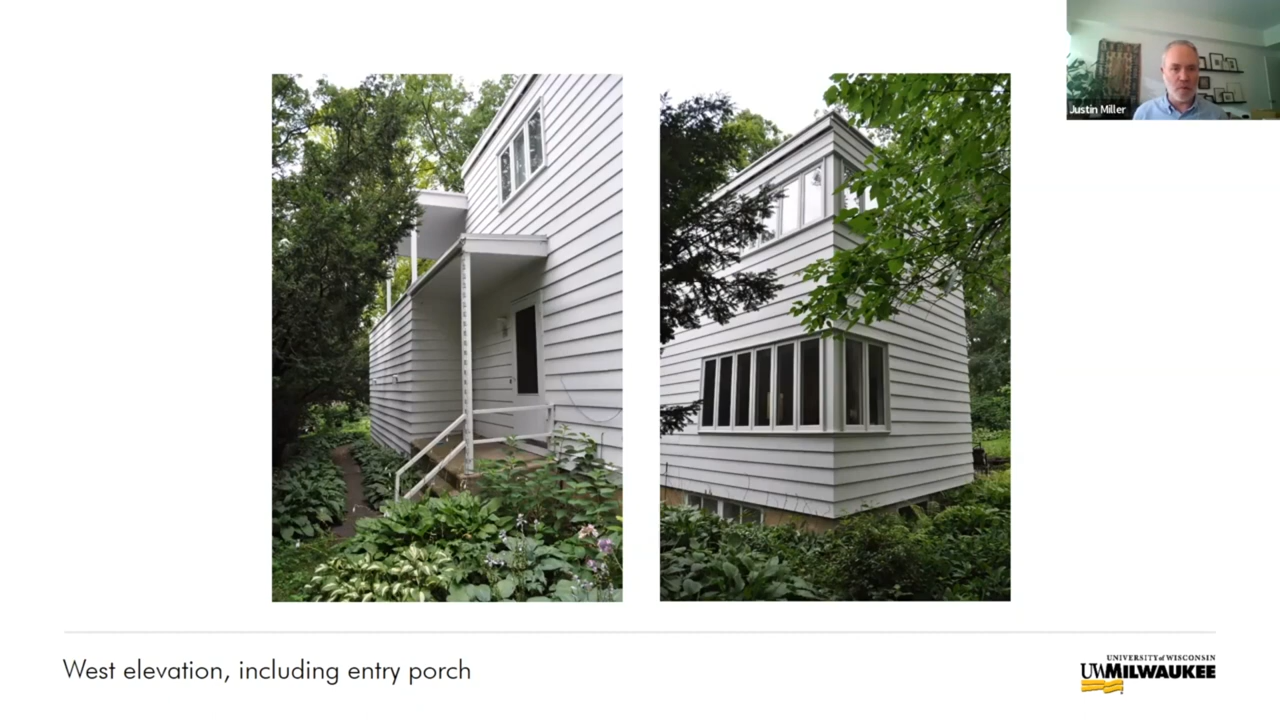 Justin Miller
West elevation, including entry porch
UNIVERSITY of WISCONSIN
UWMILWAUKEE